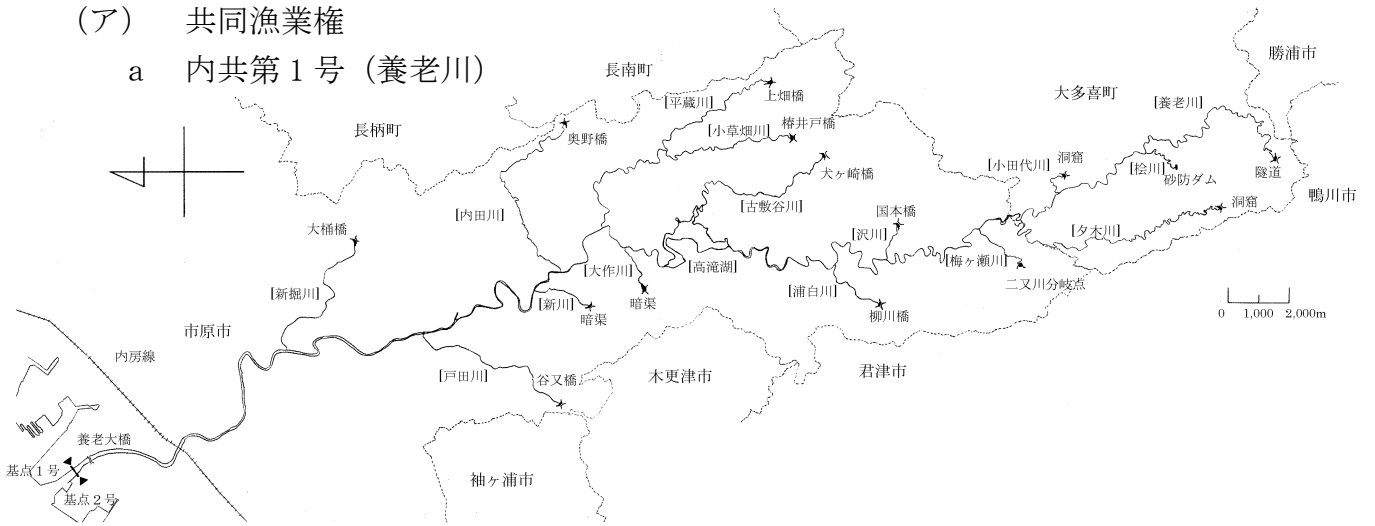 (ア) 共同漁業権
a 内共第1号(養老川)
長南町
勝浦市
大多喜町
[平蔵川]
上畑橋
[養老川]
長柄町
奥野橋
[小草畑川]
椿井戸橋
[小田代川]
洞窟
[桧川]
砂防ダム
隧道
犬ヶ崎橋
鴨川市
[内田川]
[古敷谷川]
国本橋
洞窟
大桶橋
[沢川]
[夕木川]
[大作川]
[高滝湖]
[梅ヶ瀬川]
二又川分岐点
[新掘川]
[新川]
暗渠
暗渠
[浦白川]
柳川橋
0 1,000 2,000m
市原市
内房線
[戸田川]
谷又橋
木更津市
君津市
養老大橋
基点1号
基点2号
袖ヶ浦市